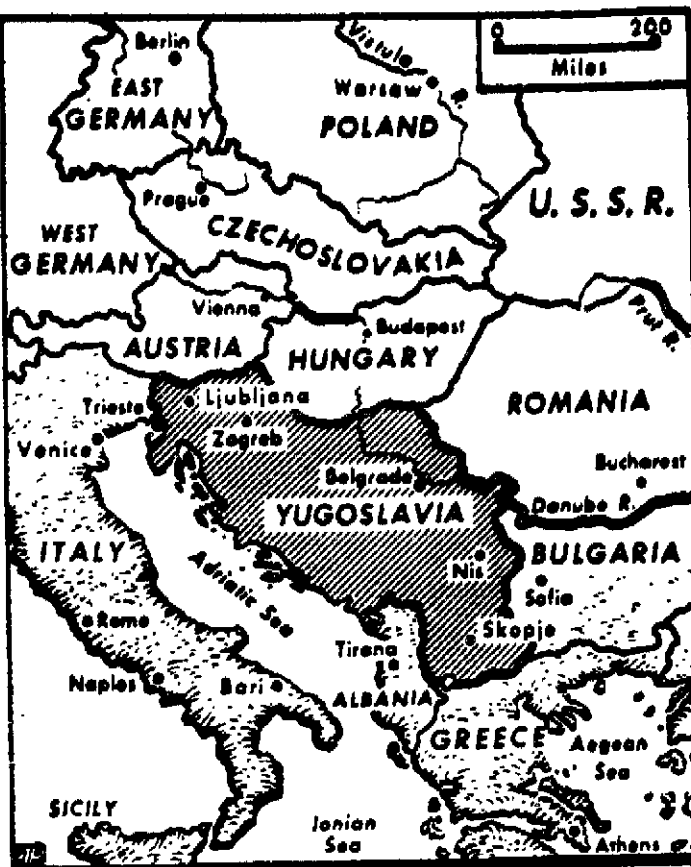 0 200
Miles
Berlin
EAST
GERMANY
Vistula R.
Warsaw
POLAND
U. S. S. R.
Prague
CZECHOSLOVAKIA
WEST
GERMANY
Vienna
Budapest
Prut R.
AUSTRIA
HUNGARY
ROMANIA
Trieste
Ljubljana
Zagreb
Venice
Belgrade
Bucharest
Danube R.
YUGOSLAVIA
ITALY
Adriatic Sea
BULGARIA
Nis
Sofia
Rome
Skopje
Tirana
Naples
Bari
ALBANIA
GREECE
Aegean
Sea
SICILY
Ionian
Sea
Athens